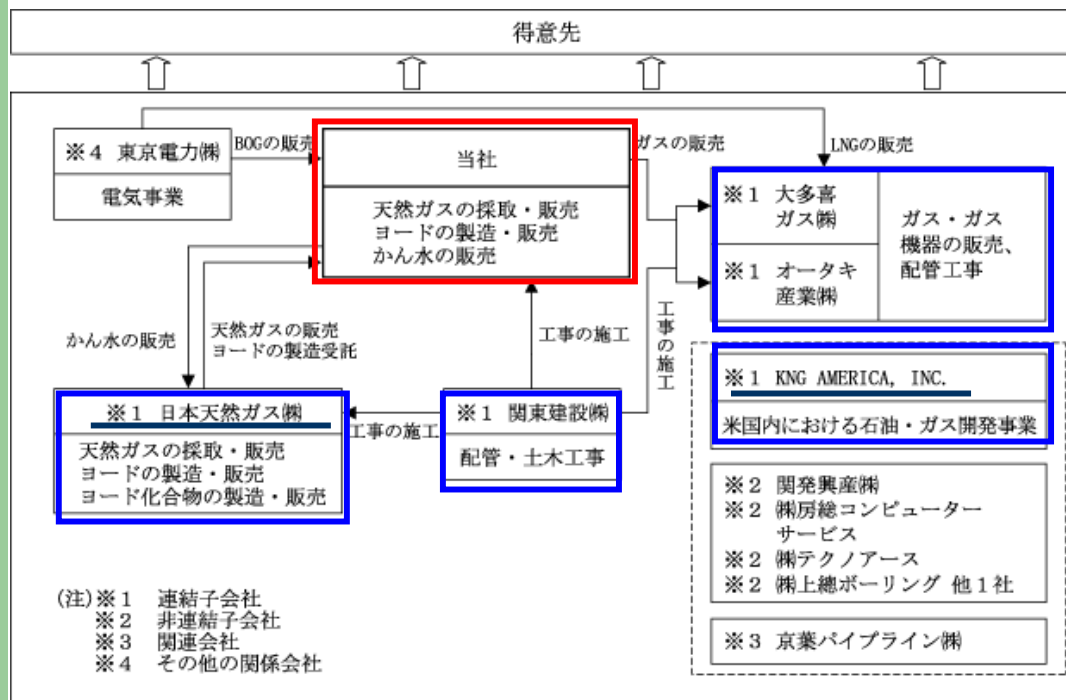 得意先
※４ 東京電力㈱
電気事業
BOGの販売
当社
天然ガスの採取・販売
ヨードの製造・販売
かん水の販売
ガスの販売
LNGの販売
※１ 大多喜
ガス㈱
※１ オータキ
産業㈱
ガス・ガス
機器の販売、
配管工事
かん水の販売
天然ガスの販売
ヨードの製造受託
工事の施工
工事の施工
※１ 日本天然ガス㈱
天然ガスの採取・販売
ヨードの製造・販売
ヨード化合物の製造・販売
工事の施工
※１ 関東建設㈱
配管・土木工事
※１ KNG AMERICA, INC.
米国内における石油・ガス開発事業
※２ 関発興産㈱
※２ ㈱房総コンピューター
サービス
※２ ㈱テクノアース
※２ ㈱上總ボーリング 他１社
※３ 京葉パイプライン㈱
(注)※１ 連結子会社
※２ 非連結子会社
※３ 関連会社
※４ その他の関係会社